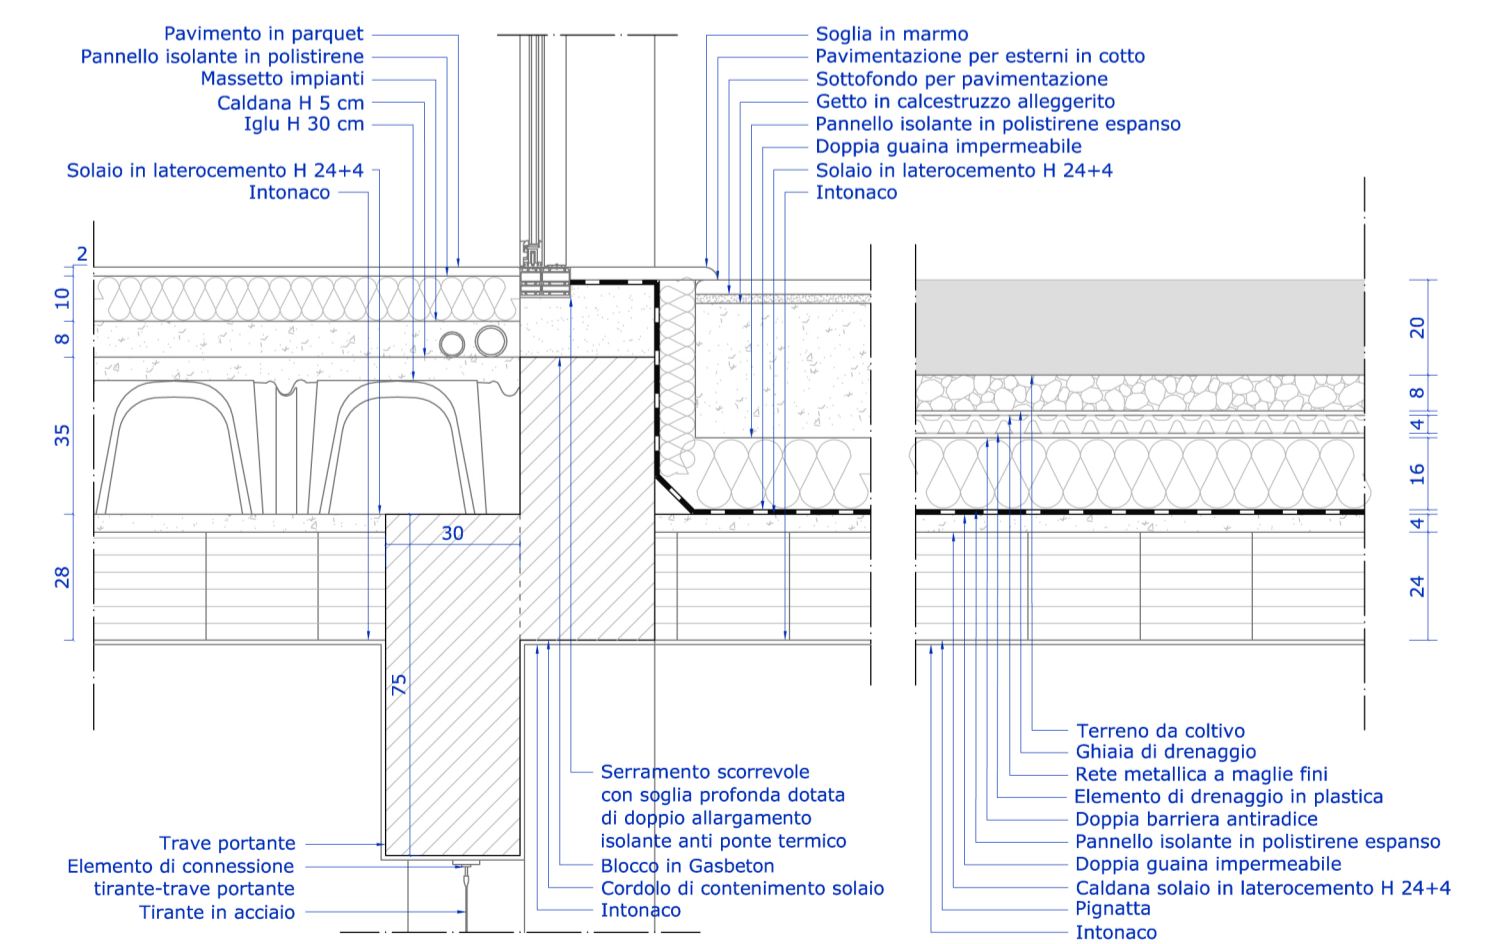 Pavimento in parquet
Pannello isolante in polistirene
Massetto impianti
Caldana H 5 cm
Iglu H 30 cm
Solaio in laterocemento H 24+4
Intonaco
Soglia in marmo
Pavimentazione per esterni in cotto
Sottofondo per pavimentazione
Getto in calcestruzzo alleggerito
Pannello isolante in polistirene espanso
Doppia guaina impermeabile
Solaio in laterocemento H 24+4
Intonaco
2
10
8
35
28
30
75
20
8
4
16
4
24
Trave portante
Elemento di connessione
tirante-trave portante
Tirante in acciaio
Serramento scorrevole
con soglia profonda dotata
di doppio allargamento
isolante anti ponte termico
Blocco in Gasbeton
Cordolo di contenimento solaio
Intonaco
Terreno da coltivo
Ghiaia di drenaggio
Rete metallica a maglie fini
Elemento di drenaggio in plastica
Doppia barriera antiradice
Pannello isolante in polistirene espanso
Doppia guaina impermeabile
Caldana solaio in laterocemento H 24+4
Pignatta
Intonaco